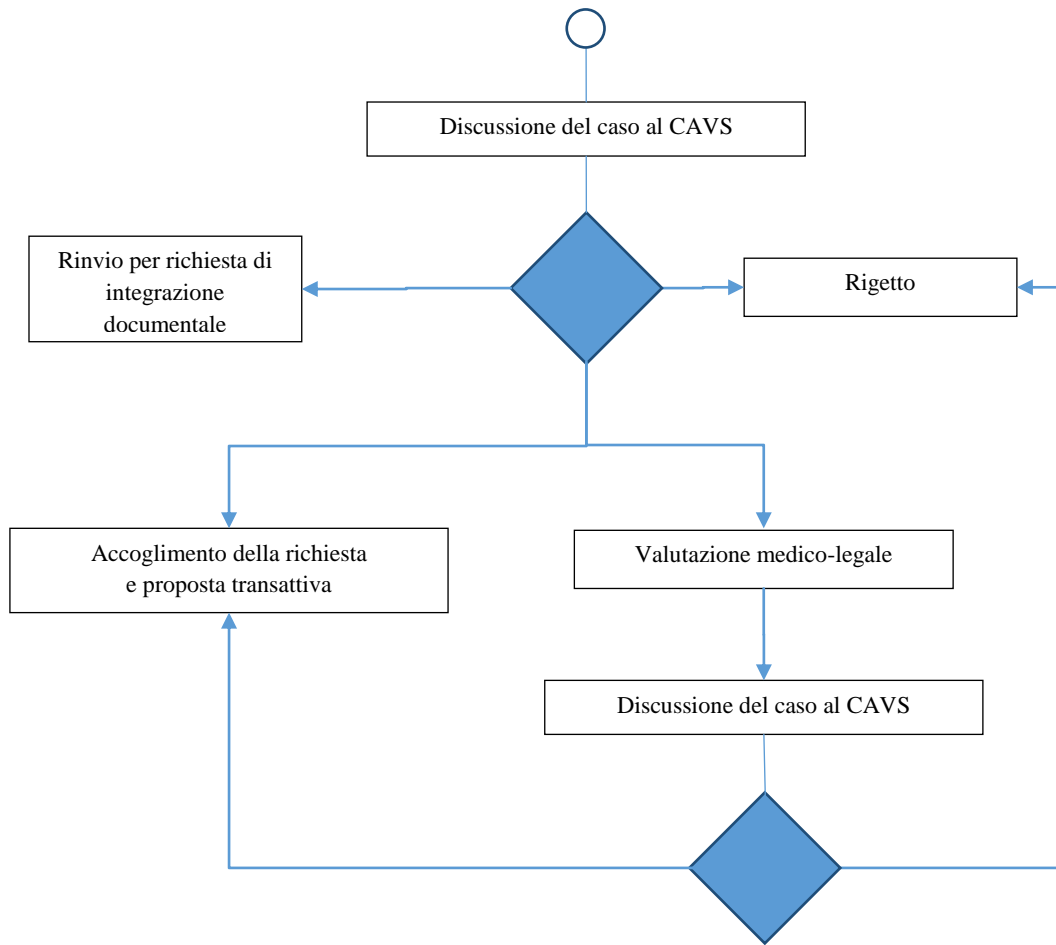 Discussione del caso al CAVS
Rinvio per richiesta di
integrazione
documentale
Rigetto
Accoglimento della richiesta
e proposta transattiva
Valutazione medico-legale
Discussione del caso al CAVS